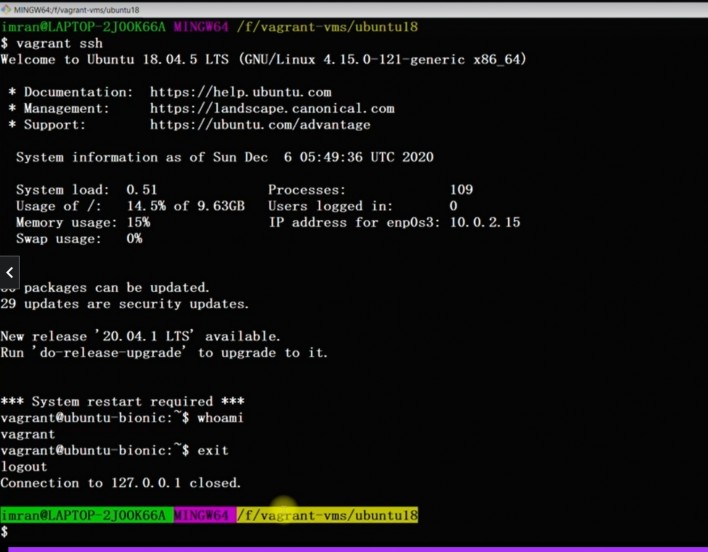 MINGW64:/f/vagrant-vms/ubuntu18
imran@LAPTOP-2JOOK66A MINGW64 /f/vagrant-vms/ubuntu18
$ vagrant ssh
Welcome to Ubuntu 18.04.5 LTS (GNU/Linux 4.15.0-121-generic x86_64)
* Documentation: https://help.ubuntu.com
* Management: https://landscape.canonical.com
* Support: https://ubuntu.com/advantage
System information as of Sun Dec 6 05:49:36 UTC 2020
System load: 0.51 Processes: 109
Usage of /: 14.5% of 9.63GB Users logged in: 0
Memory usage: 15% IP address for enp0s3: 10.0.2.15
Swap usage: 0%
packages can be updated.
29 updates are security updates.
New release '20.04.1 LTS' available.
Run 'do-release-upgrade' to upgrade to it.
*** System restart required ***
vagrant@ubuntu-bionic:~$ whoami
vagrant
vagrant@ubuntu-bionic:~$ exit
logout
Connection to 127.0.0.1 closed.
imran@LAPTOP-2JOOK66A MINGW64 /f/vagrant-vms/ubuntu18
$